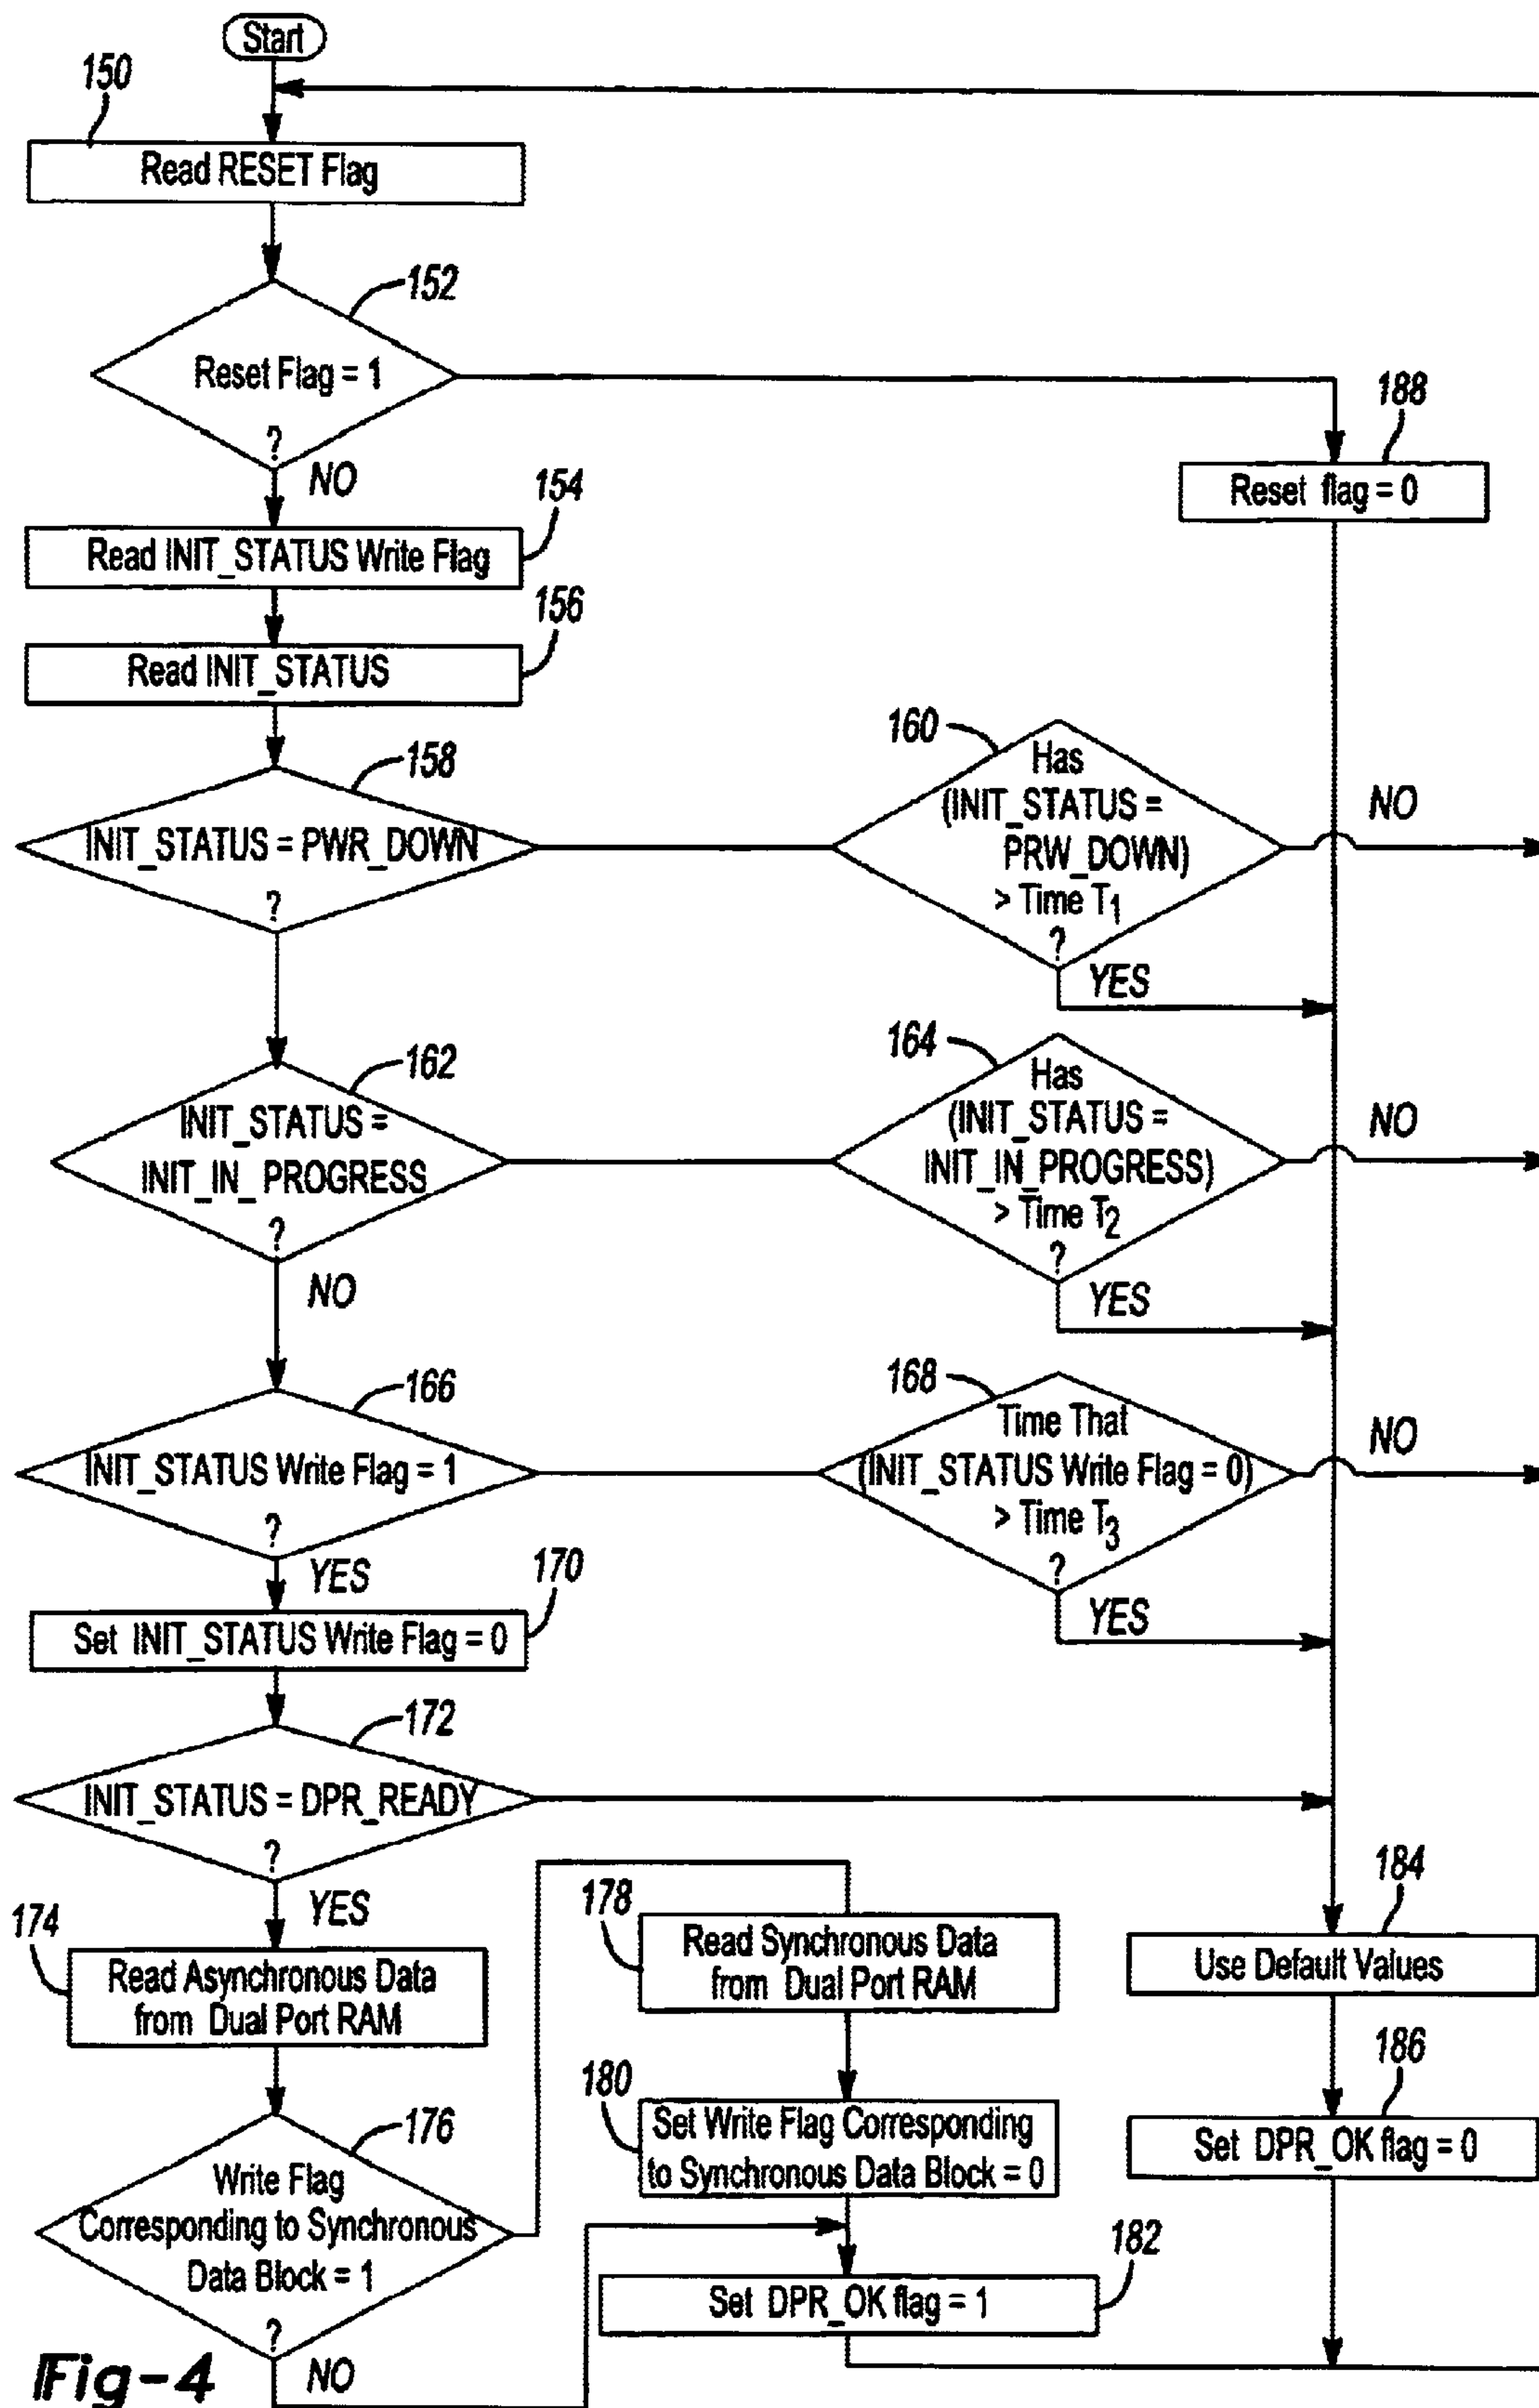 Start
150
Read RESET Flag
152
Reset Flag = 1
?
NO
188
Reset flag = 0
154
Read INIT_STATUS Write Flag
156
Read INIT_STATUS
158
INIT_STATUS = PWR_DOWN
?
160
Has
(INIT_STATUS =
PRW_DOWN)
> Time T1
?
YES
NO
162
INIT_STATUS =
INIT_IN_PROGRESS
?
NO
164
Has
(INIT_STATUS =
INIT_IN_PROGRESS)
> Time T2
?
YES
NO
166
INIT_STATUS Write Flag = 1
?
YES
168
Time That
(INIT_STATUS Write Flag = 0)
> Time T3
?
YES
NO
170
Set INIT_STATUS Write Flag = 0
172
INIT_STATUS = DPR_READY
?
YES
174
Read Asynchronous Data
from Dual Port RAM
176
Write Flag
Corresponding to Synchronous
Data Block = 1
?
NO
178
Read Synchronous Data
from Dual Port RAM
180
Set Write Flag Corresponding
to Synchronous Data Block = 0
182
Set DPR_OK flag = 1
184
Use Default Values
186
Set DPR_OK flag = 0
Fig-4